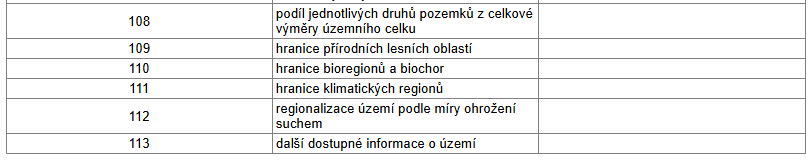 108
podíl jednotlivých druhů pozemků z celkové
výměry územního celku
109
hranice přírodních lesních oblastí
110
hranice bioregionů a biochor
111
hranice klimatických regionů
112
regionalizace území podle míry ohrožení
suchem
113
další dostupné informace o území